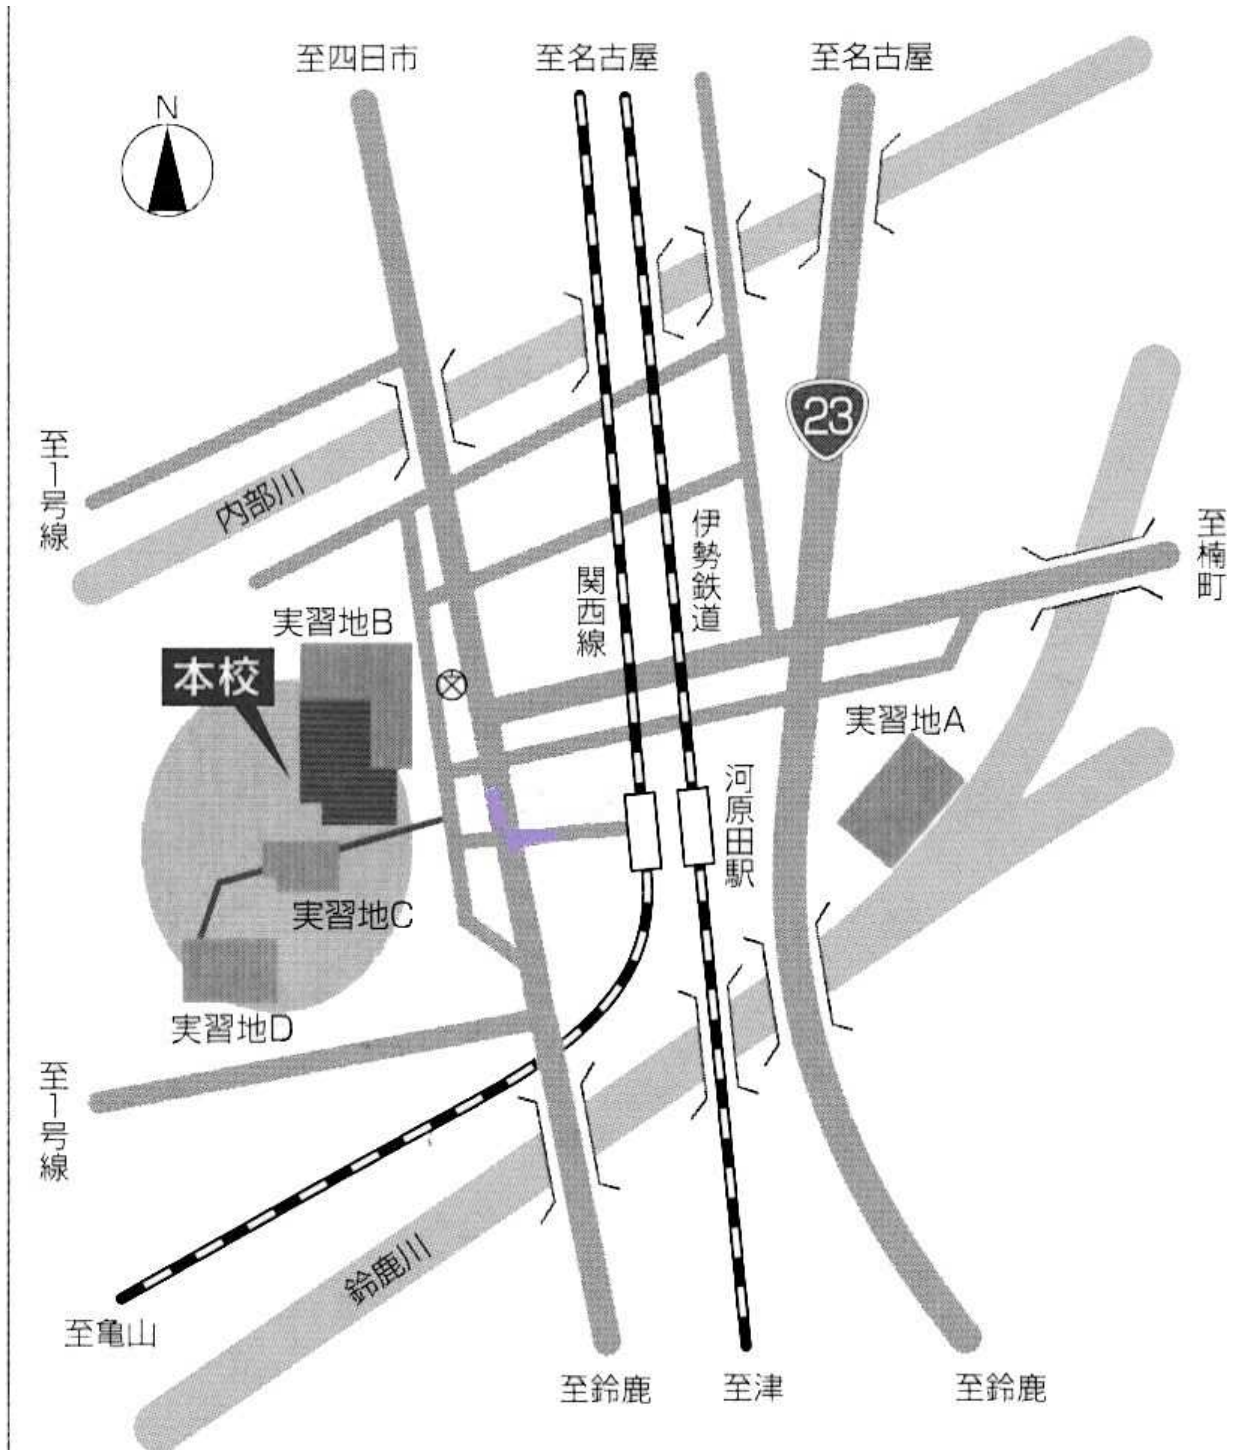 至四日市
至名古屋
至名古屋
N
23
至1号線
内部川
伊勢鉄道
関西線
至楠町
実習地B
本校
実習地A
河原田駅
実習地C
実習地D
至1号線
鈴鹿川
至亀山
至鈴鹿
至津
至鈴鹿